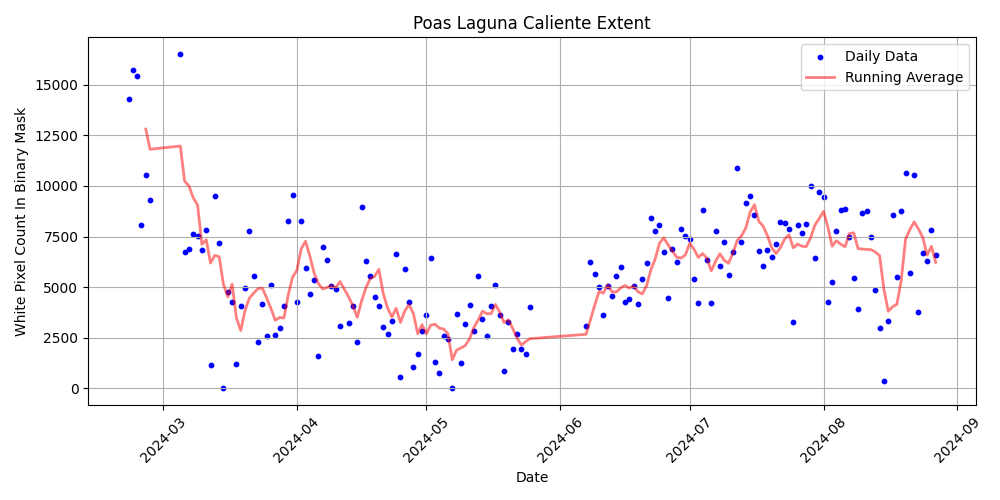 Poas Laguna Caliente Extent
Daily Data
Running Average
White Pixel Count In Binary Mask
15000
12500
10000
7500
5000
2500
0
2024-03
2024-04
2024-05
2024-06
2024-07
2024-08
2024-09
Date